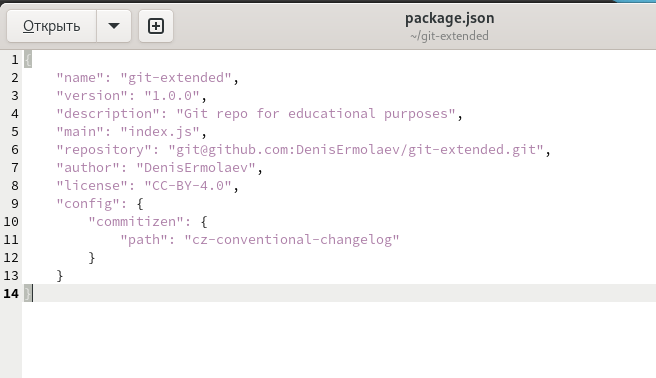 Открыть
package.json
~/git-extended
1 {
2 "name": "git-extended",
3 "version": "1.0.0",
4 "description": "Git repo for educational purposes",
5 "main": "index.js",
6 "repository": "git@github.com:DenisErmolaev/git-extended.git",
7 "author": "DenisErmolaev",
8 "license": "CC-BY-4.0",
9 "config": {
10 "commitizen": {
11 "path": "cz-conventional-changelog"
12 }
13 }
14 }